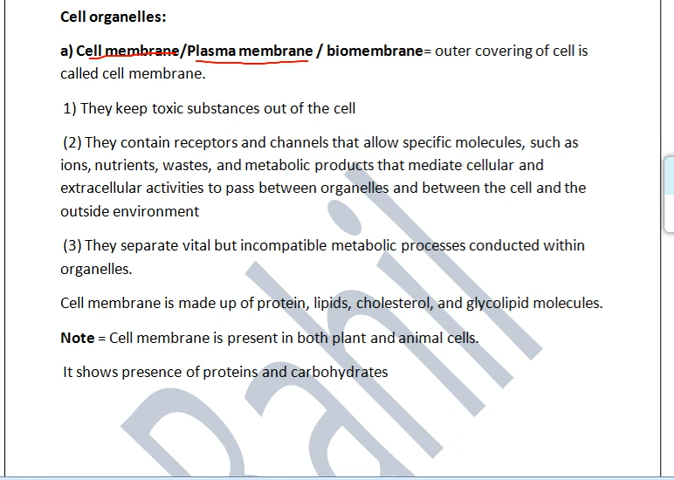 Cell organelles:
a) Cell membrane/Plasma membrane / biomembrane= outer covering of cell is
called cell membrane.
1) They keep toxic substances out of the cell
(2) They contain receptors and channels that allow specific molecules, such as
ions, nutrients, wastes, and metabolic products that mediate cellular and
extracellular activities to pass between organelles and between the cell and the
outside environment
(3) They separate vital but incompatible metabolic processes conducted within
organelles.
Cell membrane is made up of protein, lipids, cholesterol, and glycolipid molecules.
Note = Cell membrane is present in both plant and animal cells.
It shows presence of proteins and carbohydrates
Rahil